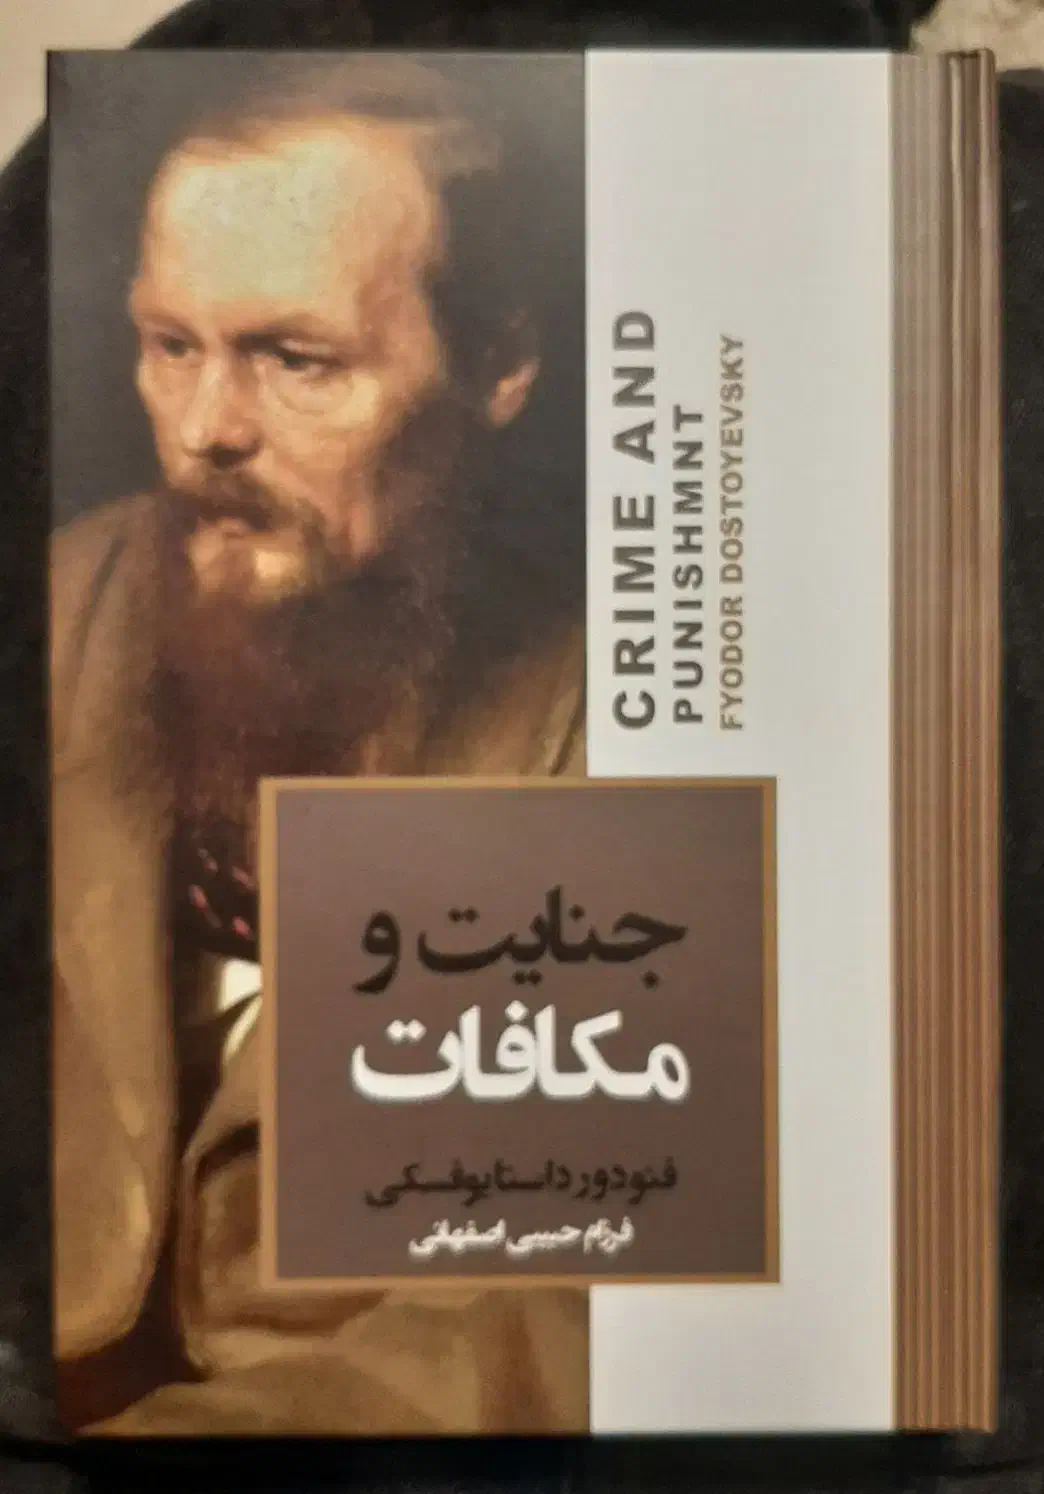 CRIME AND
PUNISHMNT
FYODOR DOSTOYEVSKY
جنایت و
مکافات
فئودور داستایوفسکی
فرزام حبیبی اصفهانی